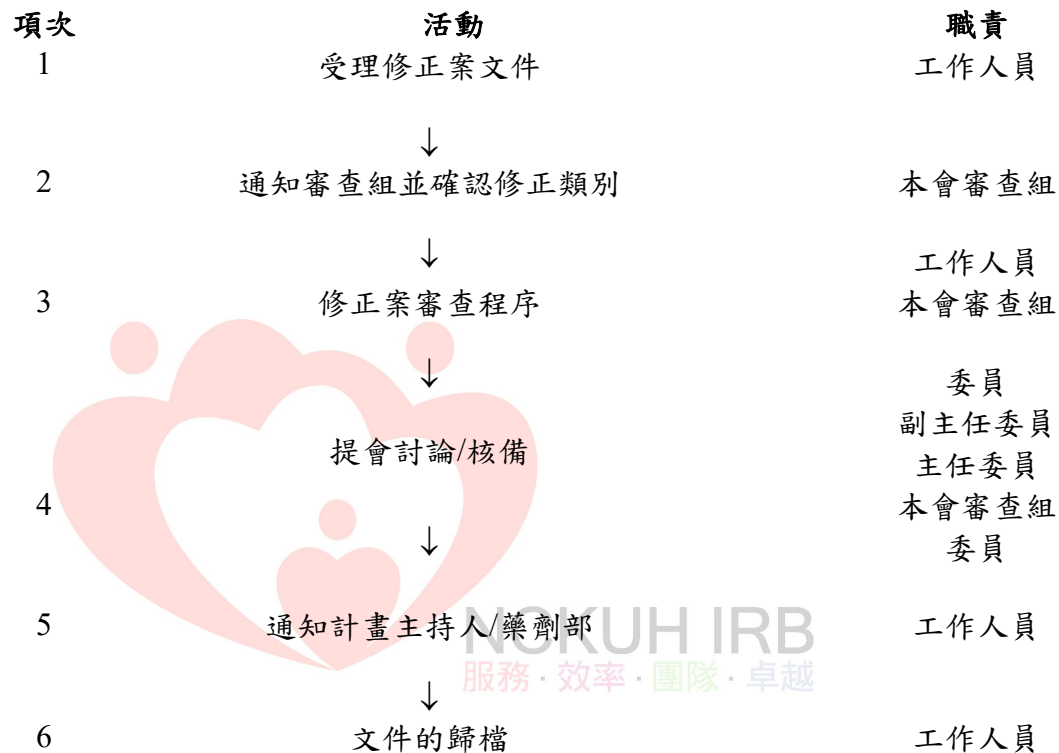 項次 活動 職責
1 受理修正案文件 工作人員
↓
2 通知審查組並確認修正類別 本會審查組
↓ 工作人員
3 修正案審查程序 本會審查組
↓ 委員
副主任委員
提會討論/核備
主任委員
4 本會審查組
↓ 委員
NCKUH IRB
5 通知計畫主持人/藥劑部 工作人員
服務·效率·團隊·卓越
↓
6 文件的歸檔 工作人員